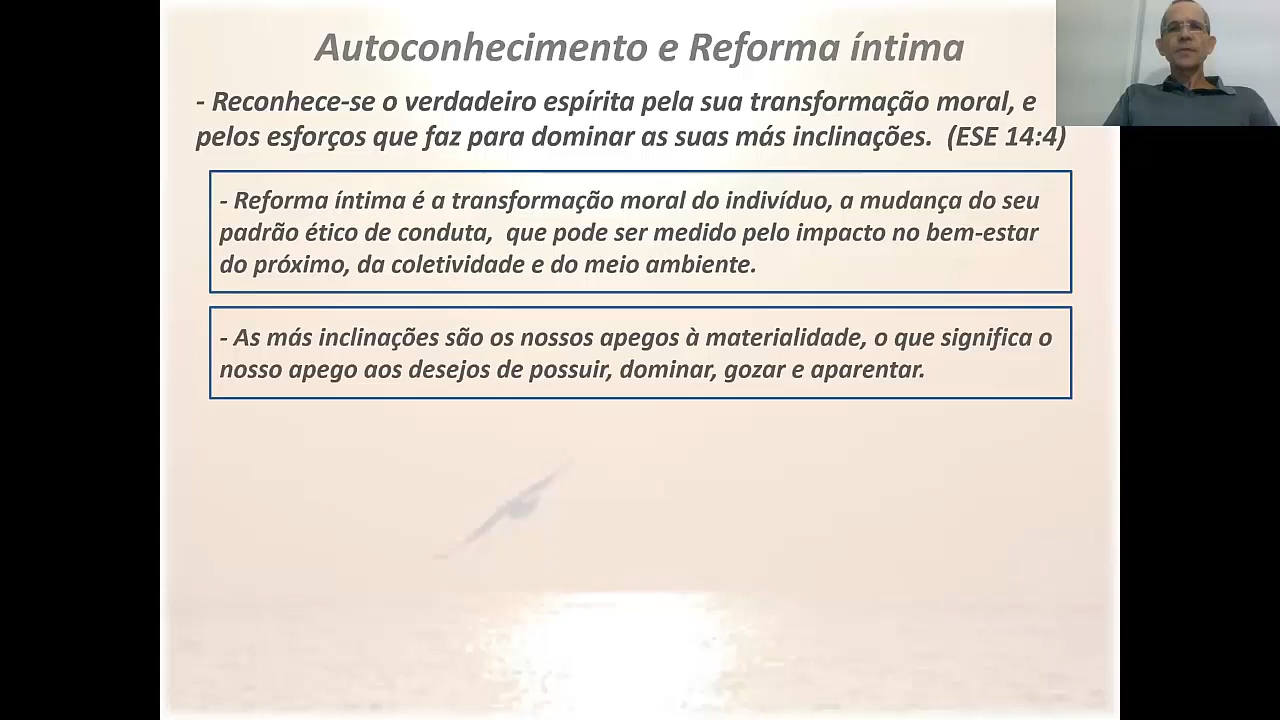 Autoconhecimento e Reforma íntima
- Reconhece-se o verdadeiro espírita pela sua transformação moral, e
pelos esforços que faz para dominar as suas más inclinações.  (ESE 14:4)
- Reforma íntima é a transformação moral do indivíduo, a mudança do seu
padrão ético de conduta,  que pode ser medido pelo impacto no bem-estar
do próximo, da coletividade e do meio ambiente.
- As más inclinações são os nossos apegos à materialidade, o que significa o
nosso apego aos desejos de possuir, dominar, gozar e aparentar.